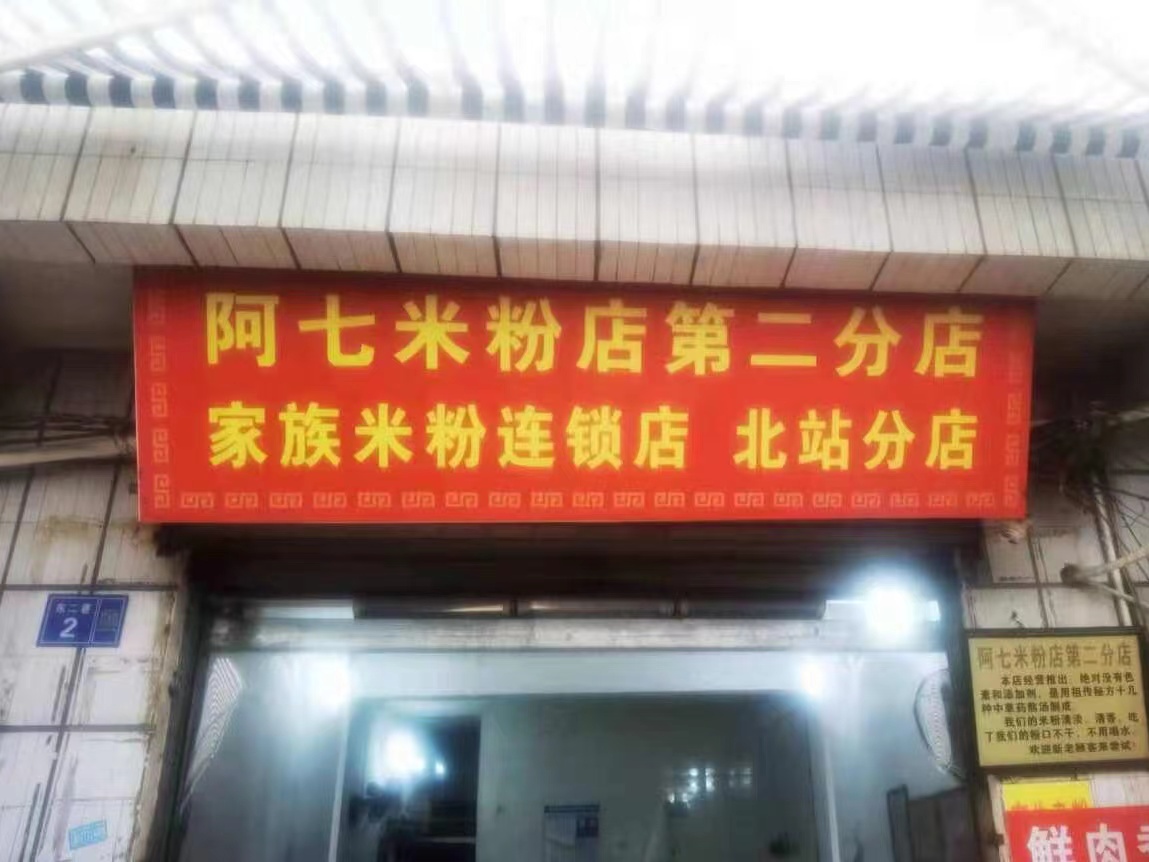 阿七米粉店第二分店
家族米粉连锁店 北站分店
东二巷
2
阿七米粉店第二分店
本店经营推出，绝对没有色
素和添加剂，是用祖传秘方十几
种中草药熬汤制成
我们的米粉清淡、清香，吃
了我们的粉口不干，不用喝水，
欢迎新老顾客来尝试！
鲜肉